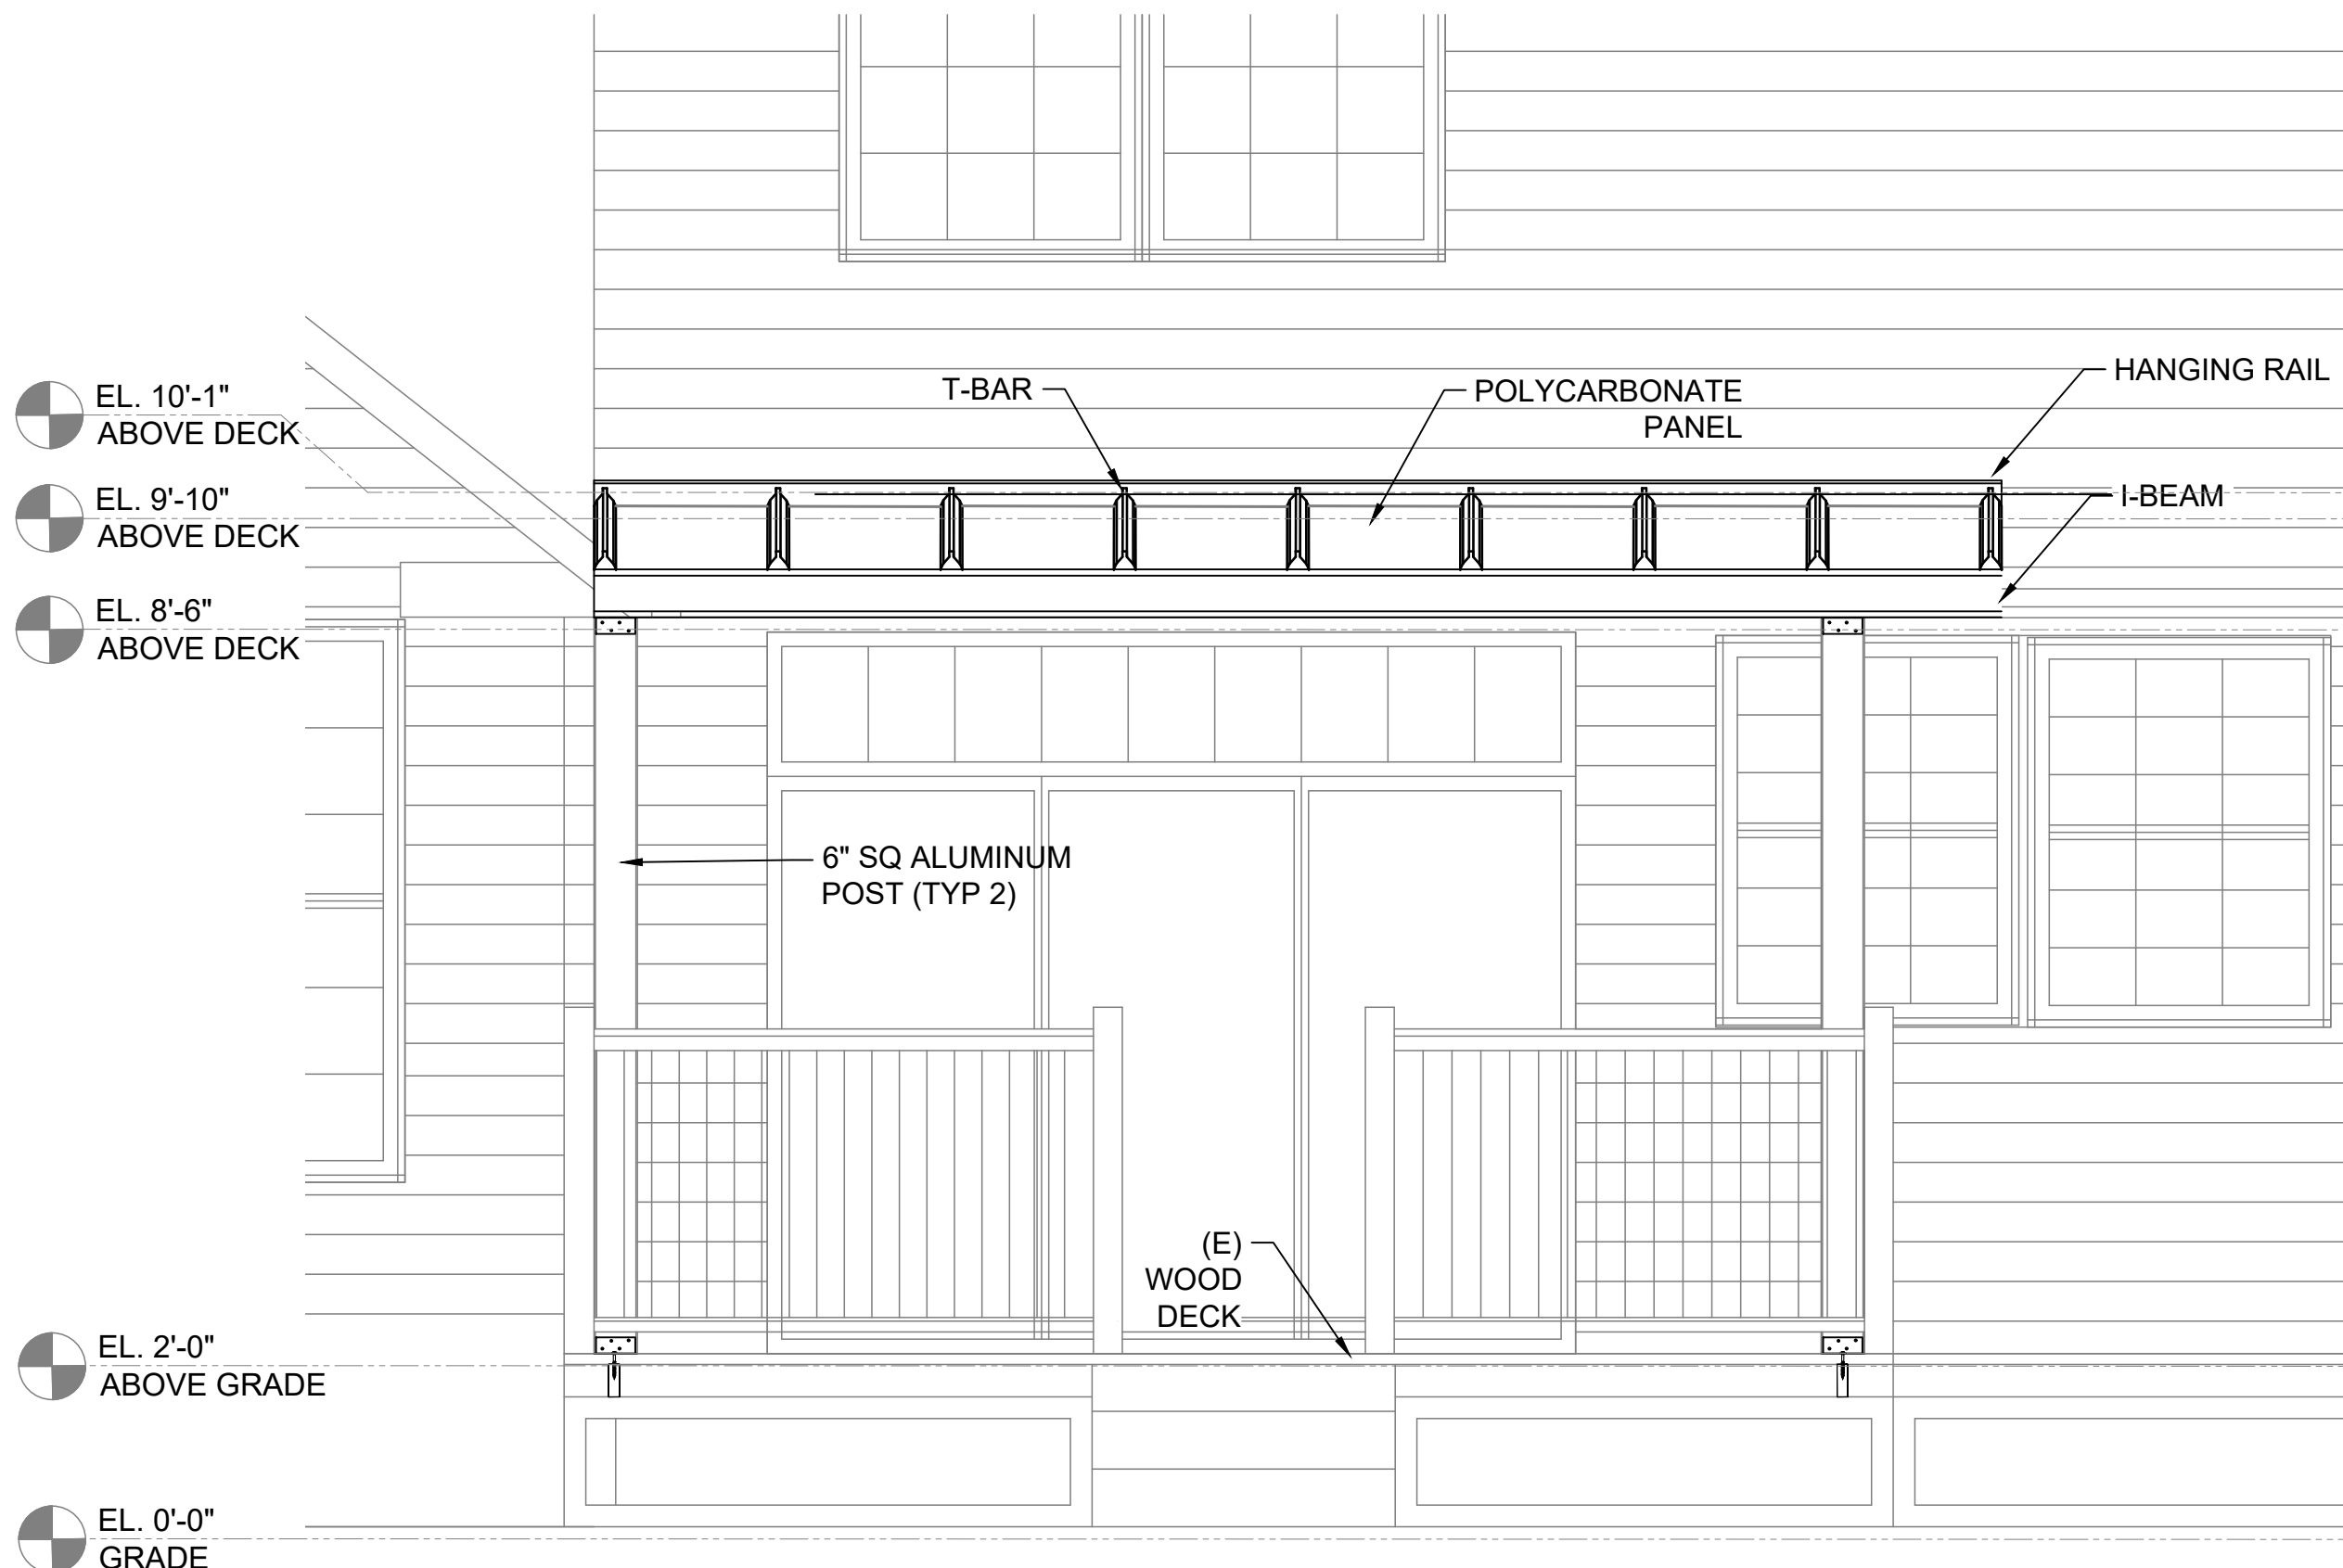 T-BAR
POLYCARBONATE
PANEL
HANGING RAIL
EL. 10'-1"
ABOVE DECK
I-BEAM
EL. 9'-10"
ABOVE DECK
EL. 8'-6"
ABOVE DECK
6" SQ ALUMINUM
POST (TYP 2)
(E)
WOOD
DECK
EL. 2'-0"
ABOVE GRADE
EL. 0'-0"
GRADE